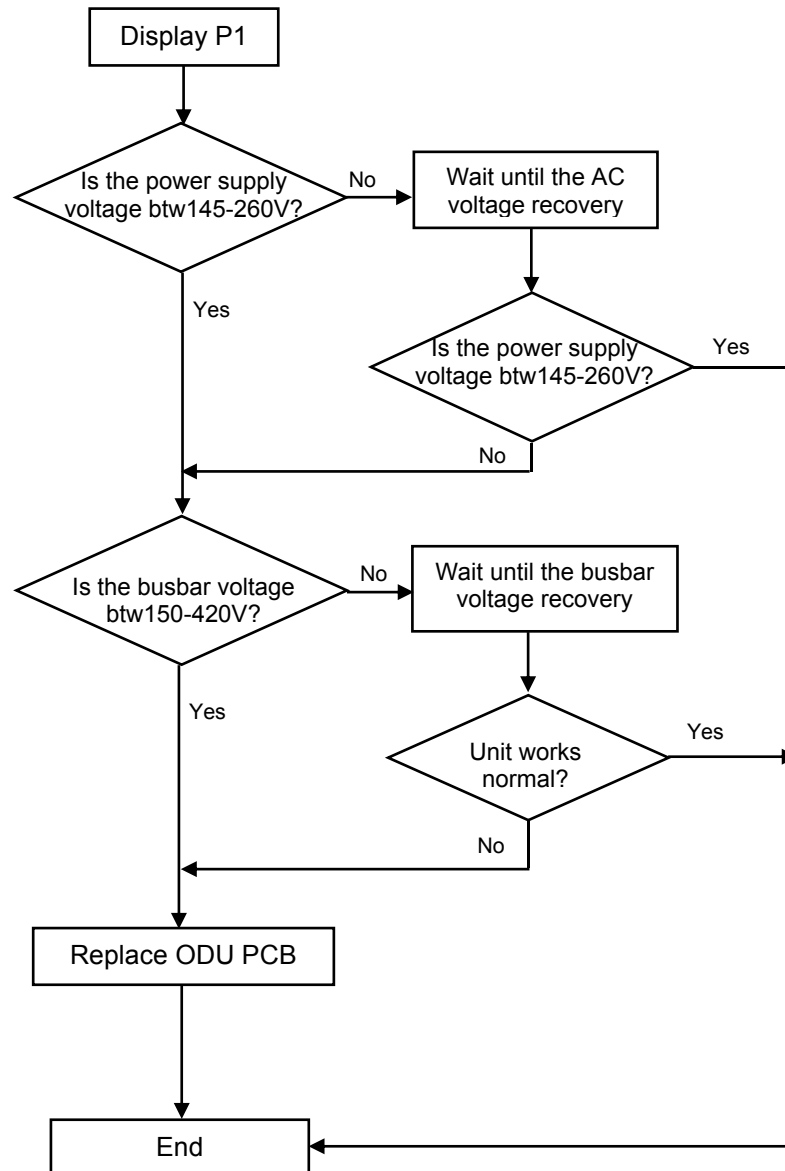 Display P1
Is the power supply
voltage btw145-260V?
No
Wait until the AC
voltage recovery
Yes
Is the power supply
voltage btw145-260V?
Yes
No
Is the busbar voltage
btw150-420V?
No
Wait until the busbar
voltage recovery
Yes
Unit works
normal?
Yes
No
Replace ODU PCB
End